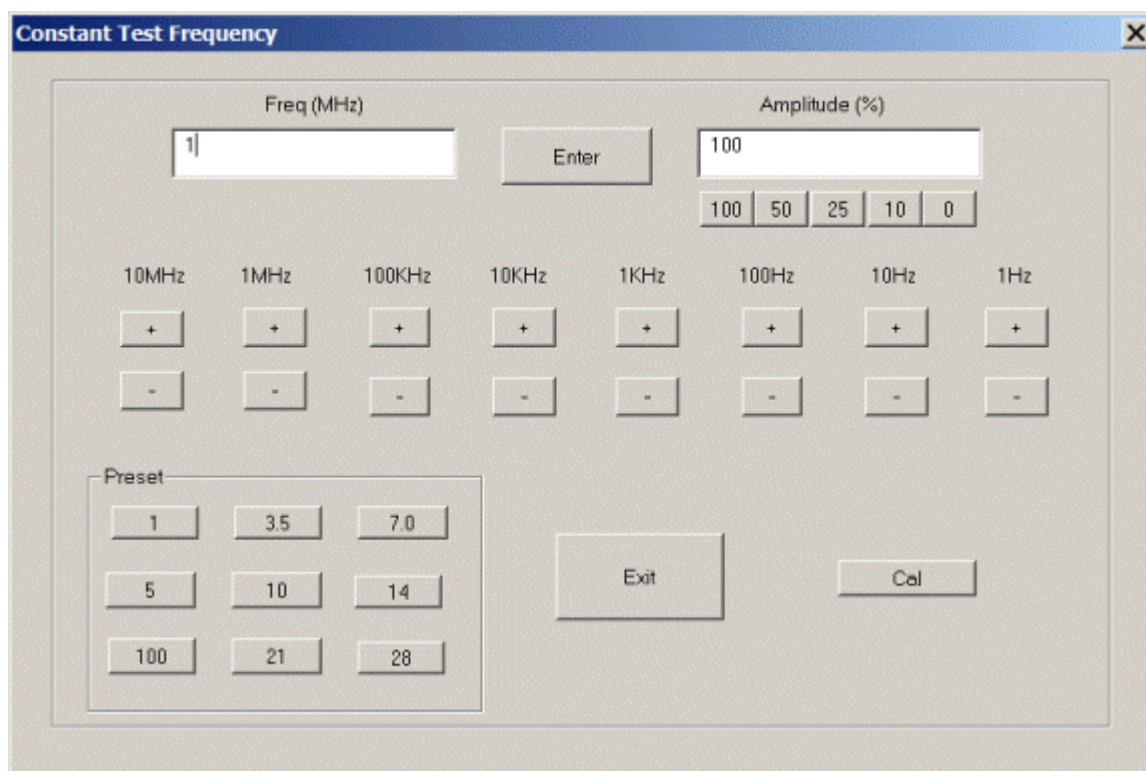 Constant Test Frequency
Freq (MHz) Amplitude (%)
1 Enter 100
100 50 25 10 0
10MHz 1MHz 100KHz 10KHz 1KHz 100Hz 10Hz 1Hz
+ + + + + + + +
- - - - - - - -
Preset
1 3.5 7.0
5 10 14
100 21 28
Exit
Cal